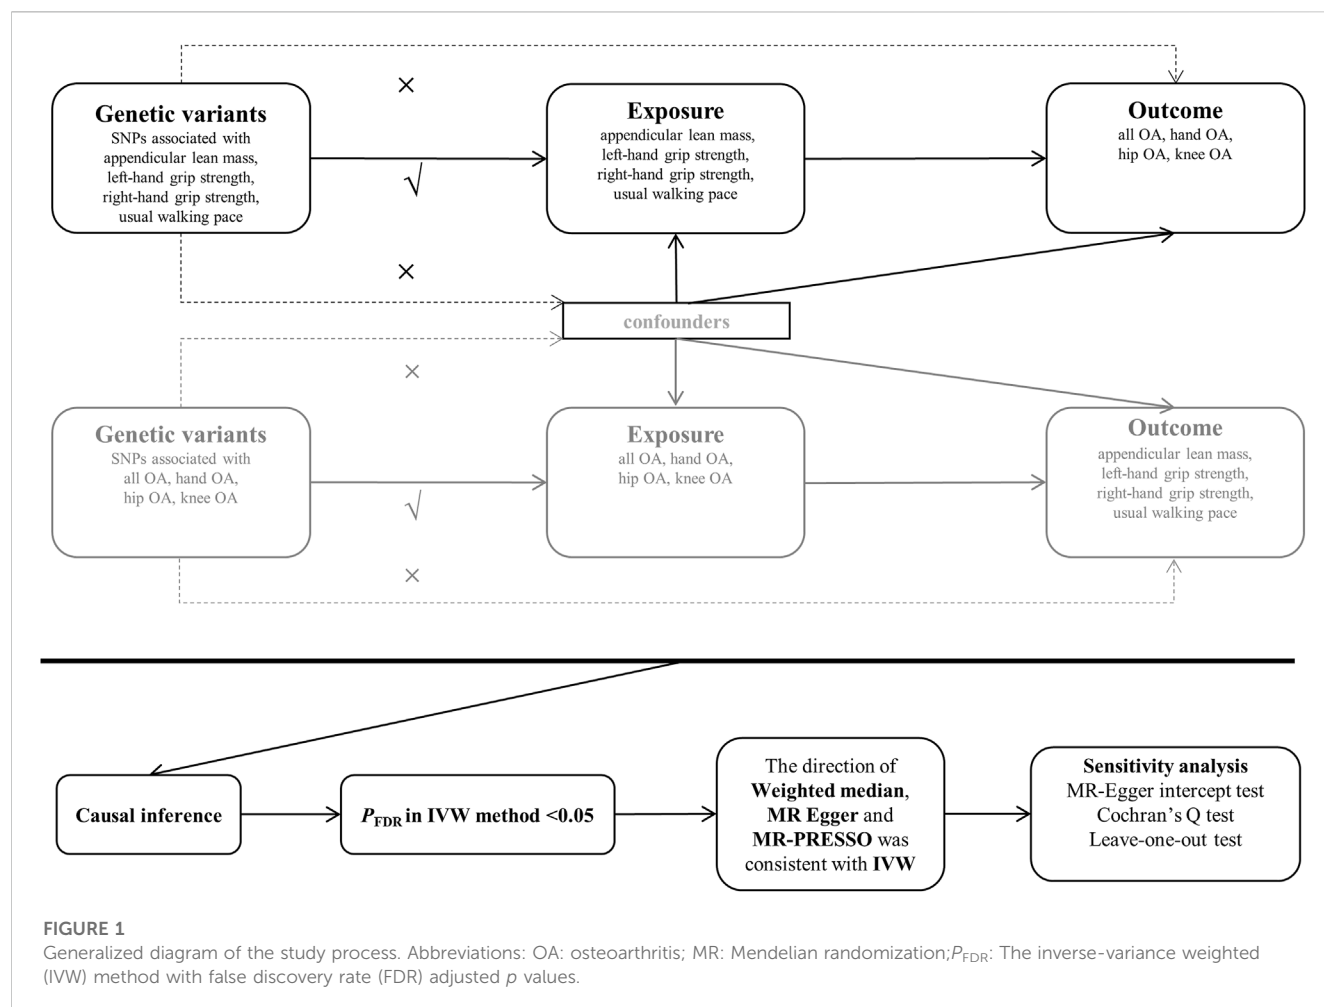 ×
Genetic variants
SNPs associated with
appendicular lean mass,
left-hand grip strength,
right-hand grip strength,
usual walking pace
√
Exposure
appendicular lean mass,
left-hand grip strength,
right-hand grip strength,
usual walking pace
Outcome
all OA, hand OA,
hip OA, knee OA
×
confounders
×
Genetic variants
SNPs associated with
all OA, hand OA,
hip OA, knee OA
√
Exposure
all OA, hand OA,
hip OA, knee OA
Outcome
appendicular lean mass,
left-hand grip strength,
right-hand grip strength,
usual walking pace
×
Causal inference
PFDR in IVW method <0.05
The direction of
Weighted median,
MR Egger and
MR-PRESSO was
consistent with IVW
Sensitivity analysis
MR-Egger intercept test
Cochran's Q test
Leave-one-out test
FIGURE 1
Generalized diagram of the study process. Abbreviations: OA: osteoarthritis; MR: Mendelian randomization;PFDR: The inverse-variance weighted
(IVW) method with false discovery rate (FDR) adjusted p values.